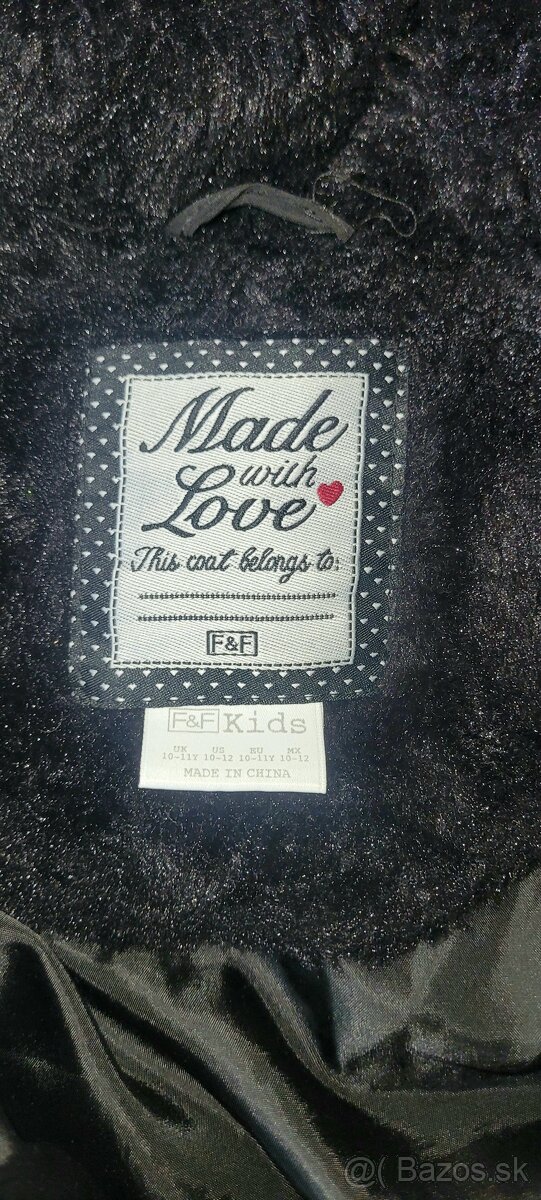 Made
with
Love
This coat belongs to:
F&F
F&F Kids
UK US EU MX
10-11Y 10-12 10-11Y 10-12
MADE IN CHINA
@( Bazos.sk